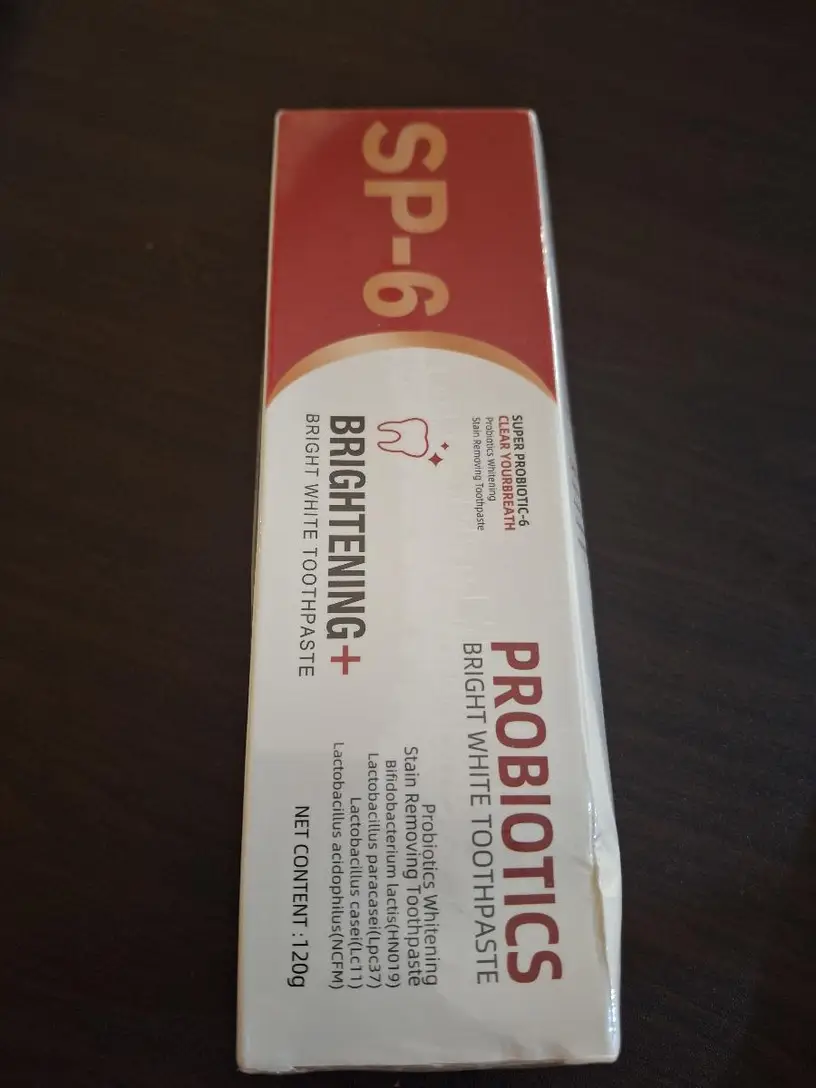 SP-6
SUPER PROBIOTIC-6
CLEAR YOURBREATH
Probiotics Whitening
Stain Removing Toothpaste
BRIGHTENING+
BRIGHT WHITE TOOTHPASTE
PROBIOTICS
BRIGHT WHITE TOOTHPASTE
Probiotics Whitening
Stain Removing Toothpaste
Bifidobacterium lactis(HN019)
Lactobacillus paracasei(Lpc37)
Lactobacillus casei(Lc11)
Lactobacillus acidophilus(NCFM)
NET CONTENT :120g